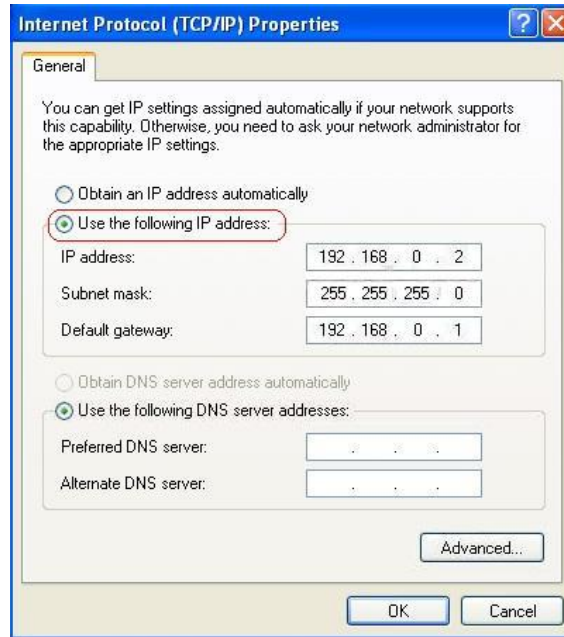 Internet Protocol (TCP/IP) Properties
General
You can get IP settings assigned automatically if your network supports
this capability. Otherwise, you need to ask your network administrator for
the appropriate IP settings.
Obtain an IP address automatically
Use the following IP address:
IP address: 192 . 168 . 0 . 2
Subnet mask: 255 . 255 . 255 . 0
Default gateway: 192 . 168 . 0 . 1
Obtain DNS server address automatically
Use the following DNS server addresses:
Preferred DNS server: . . .
Alternate DNS server: . . .
Advanced...
OK Cancel